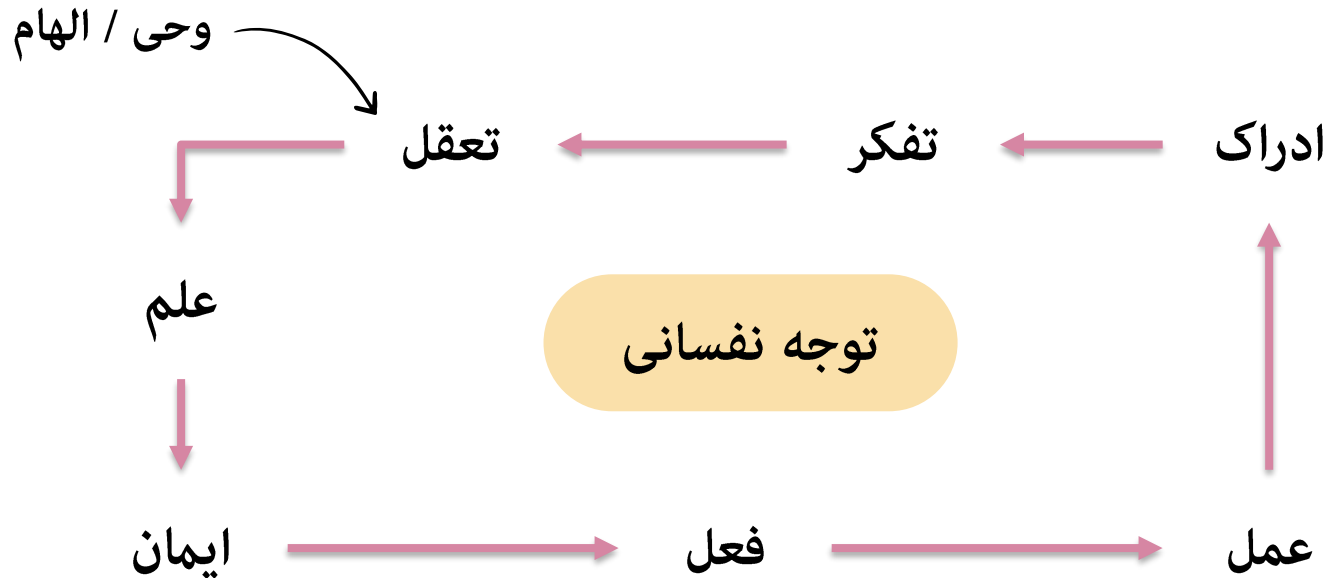 وحی / الهام
ادراک
تفکر
تعقل
علم
توجه نفسانی
ایمان
فعل
عمل